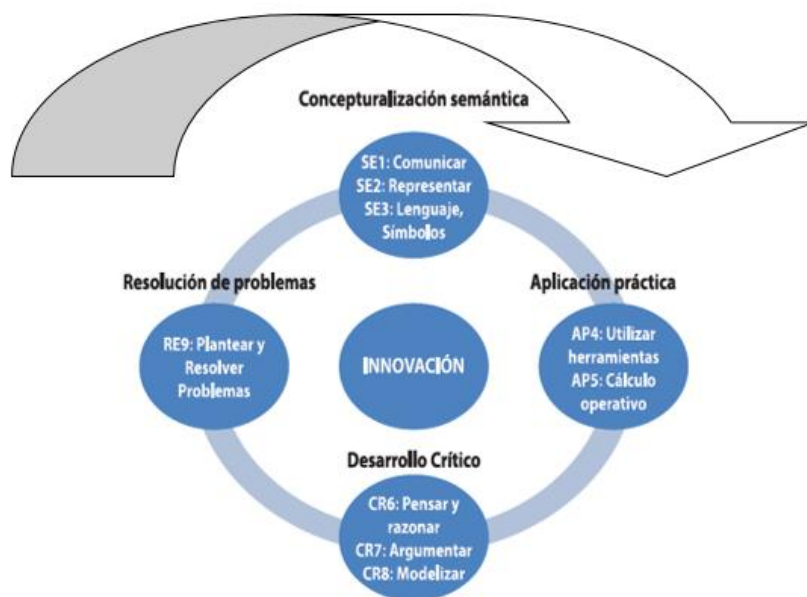 Concepturalización semántica
SE1: Comunicar
SE2: Representar
SE3: Lenguaje,
Símbolos
Resolución de problemas
Aplicación práctica
RE9: Plantear y
Resolver
Problemas
INNOVACIÓN
AP4: Utilizar
herramientas
AP5: Cálculo
operativo
Desarrollo Crítico
CR6: Pensar y
razonar
CR7: Argumentar
CR8: Modelizar